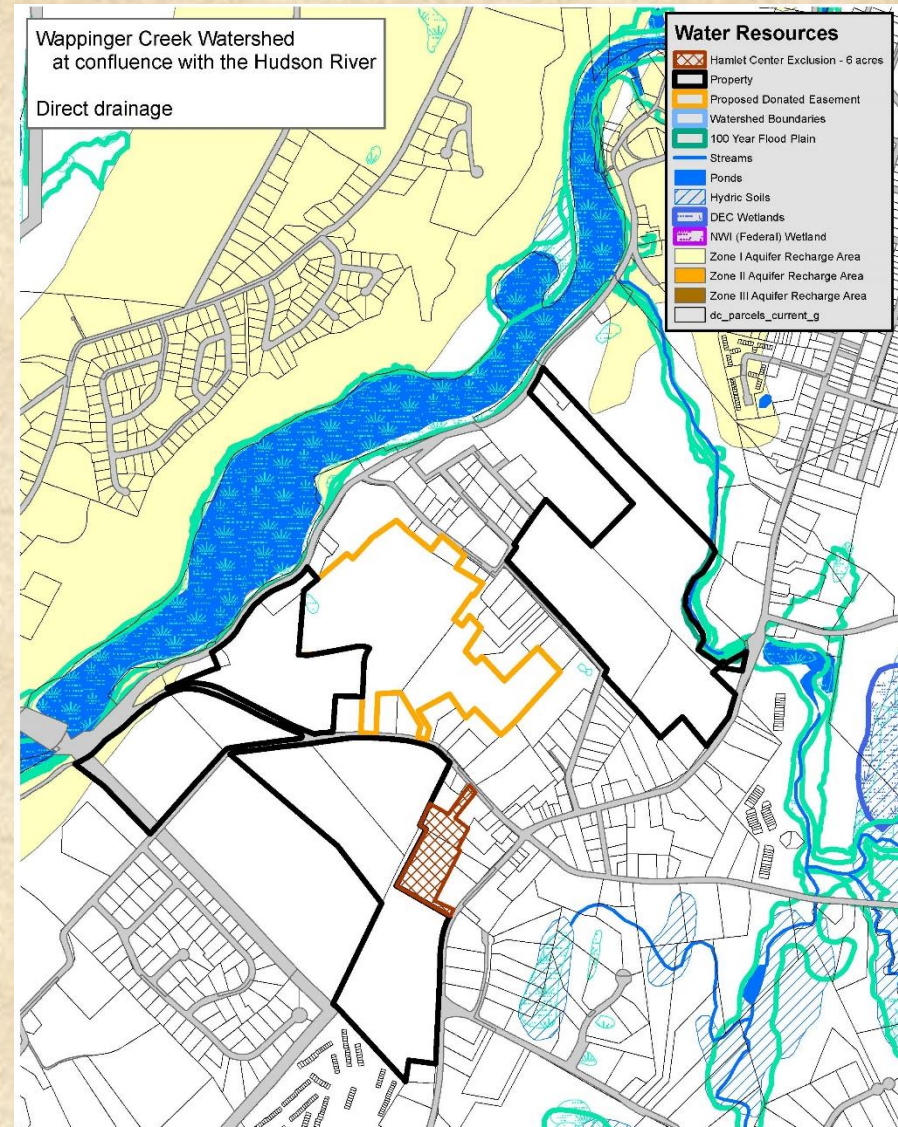 Wappinger Creek Watershed
at confluence with the Hudson River
Direct drainage
Water Resources
Hamlet Center Exclusion - 6 acres
Property
Proposed Donated Easement
Watershed Boundaries
100 Year Flood Plain
Streams
Ponds
Hydric Soils
DEC Wetlands
NWI (Federal) Wetland
Zone I Aquifer Recharge Area
Zone II Aquifer Recharge Area
Zone III Aquifer Recharge Area
dc_parcels_current_g